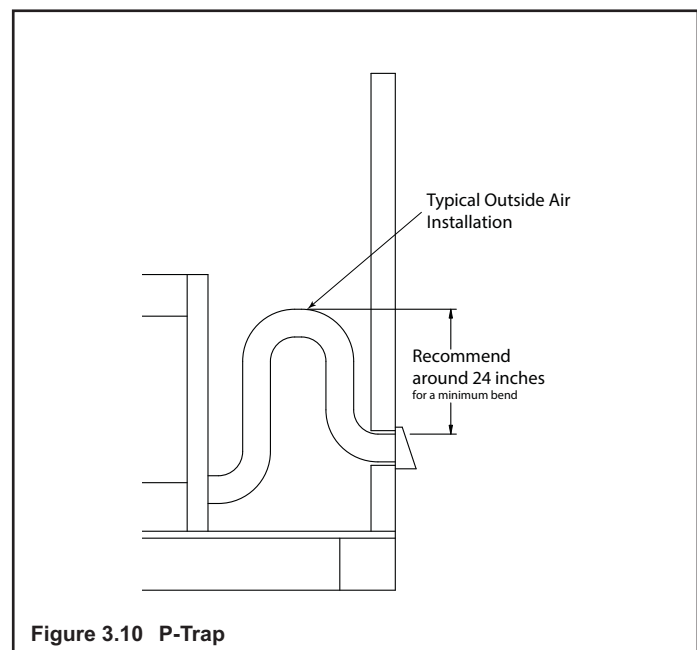 Typical Outside Air
Installation
Recommend
around 24 inches
for a minimum bend
Figure 3.10 P-Trap